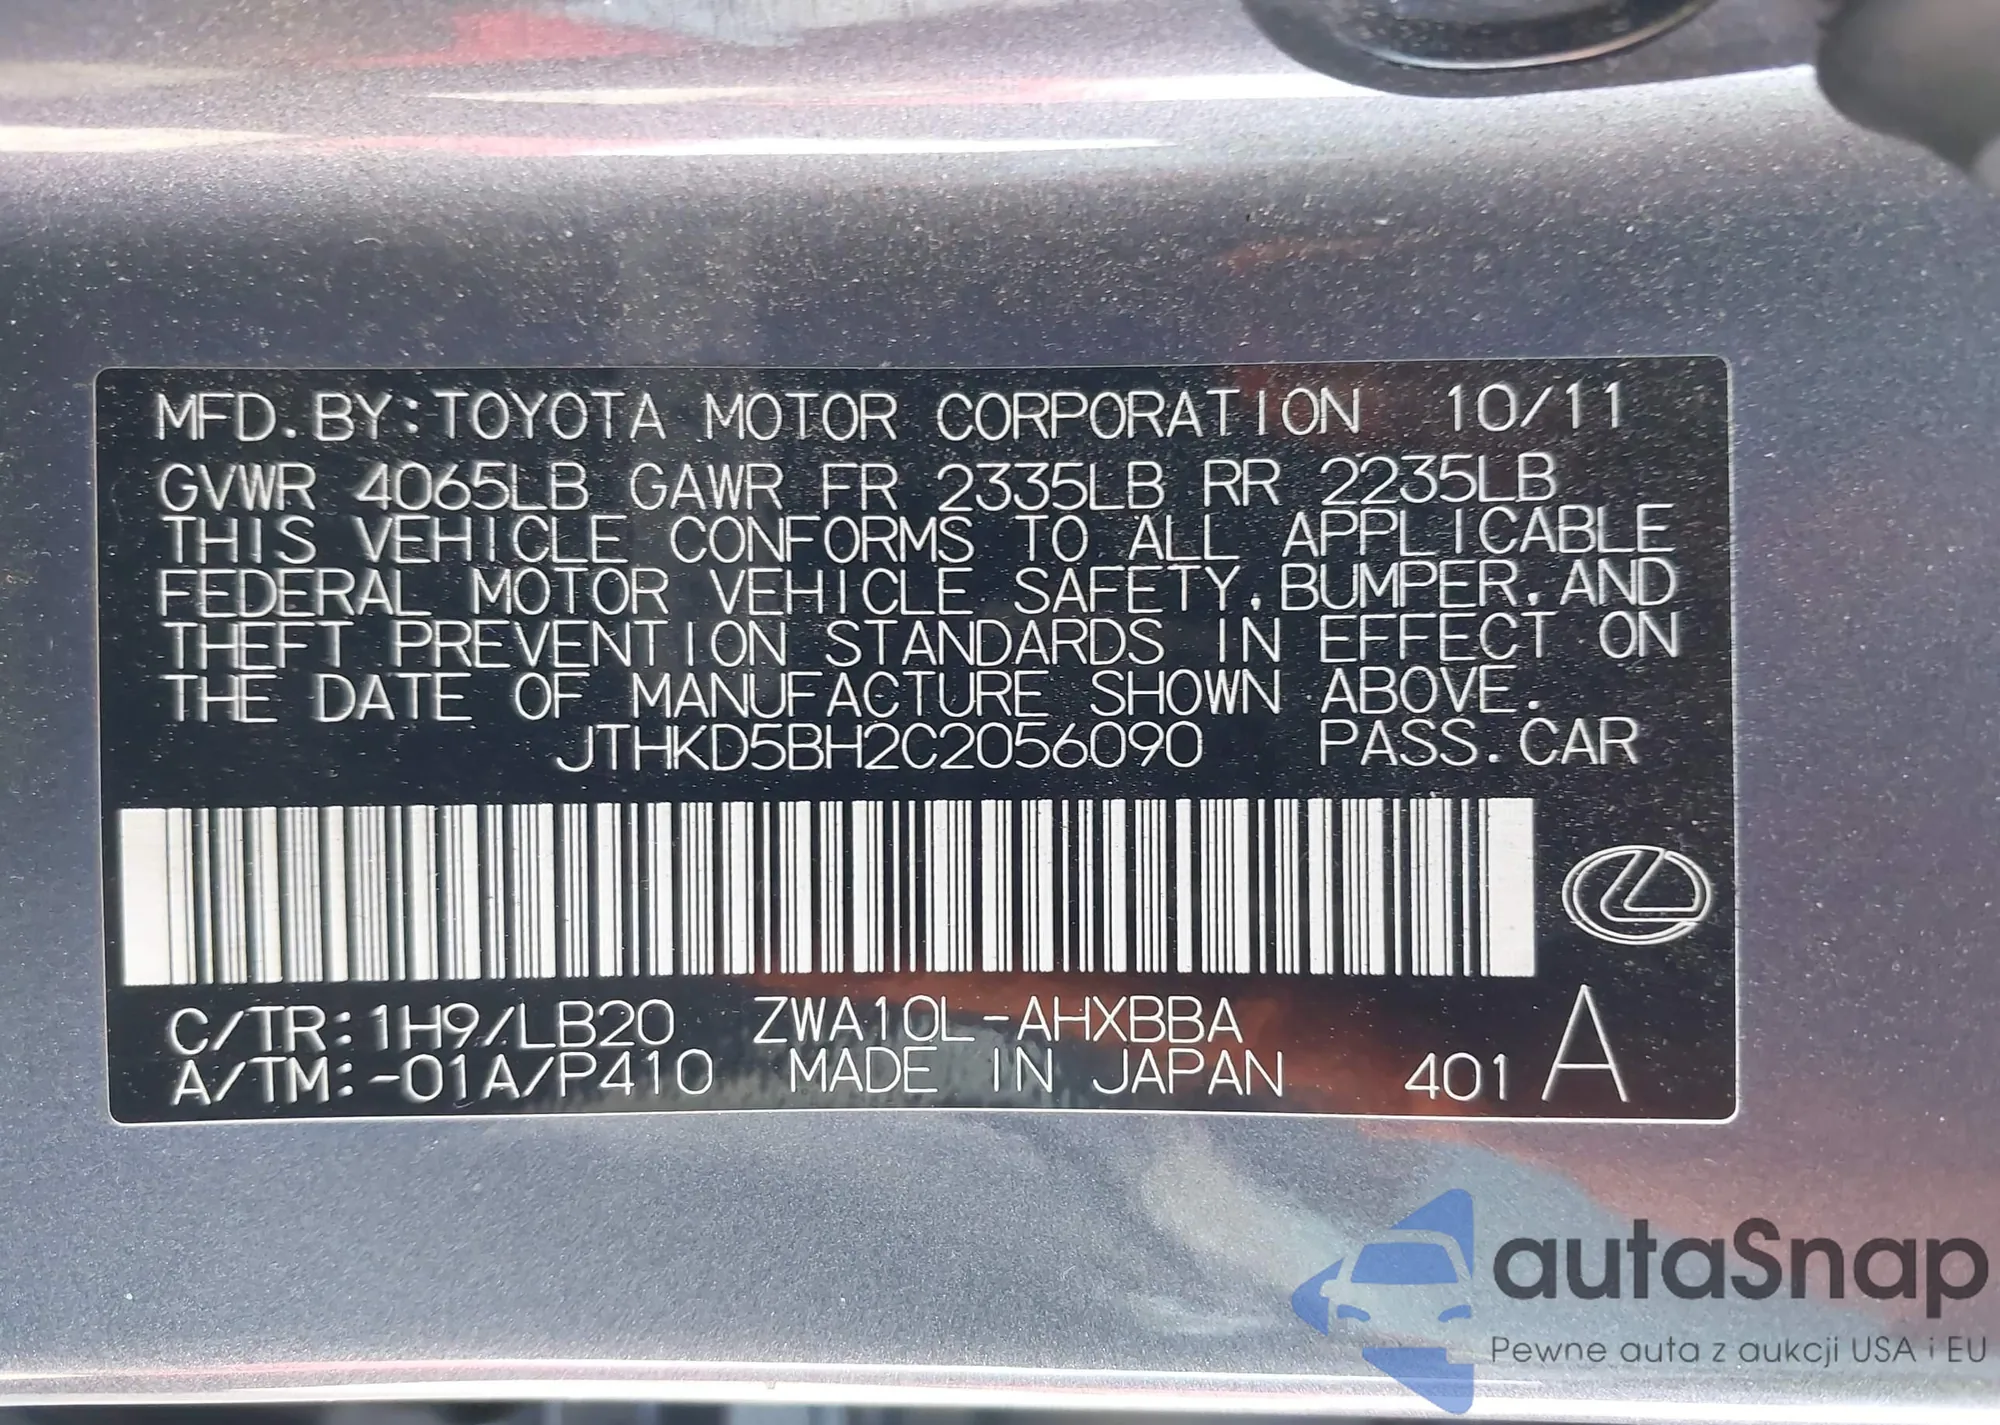 MFD. BY: TOYOTA MOTOR CORPORATION 10/11
GVWR 4065LB GAWR FR 2335LB RR 2235LB
THIS VEHICLE CONFORMS TO ALL APPLICABLE
FEDERAL MOTOR VEHICLE SAFETY, BUMPER, AND
THEFT PREVENTION STANDARDS IN EFFECT ON
THE DATE OF MANUFACTURE SHOWN ABOVE.
JTHKD5BH2C2056090 PASS. CAR
C/TR: 1H9/LB20 ZWA10L-AHXBBA
A/TM: -01A/P410 MADE IN JAPAN 401 A
autaSnap
Pewne auta z aukcji USA i EU